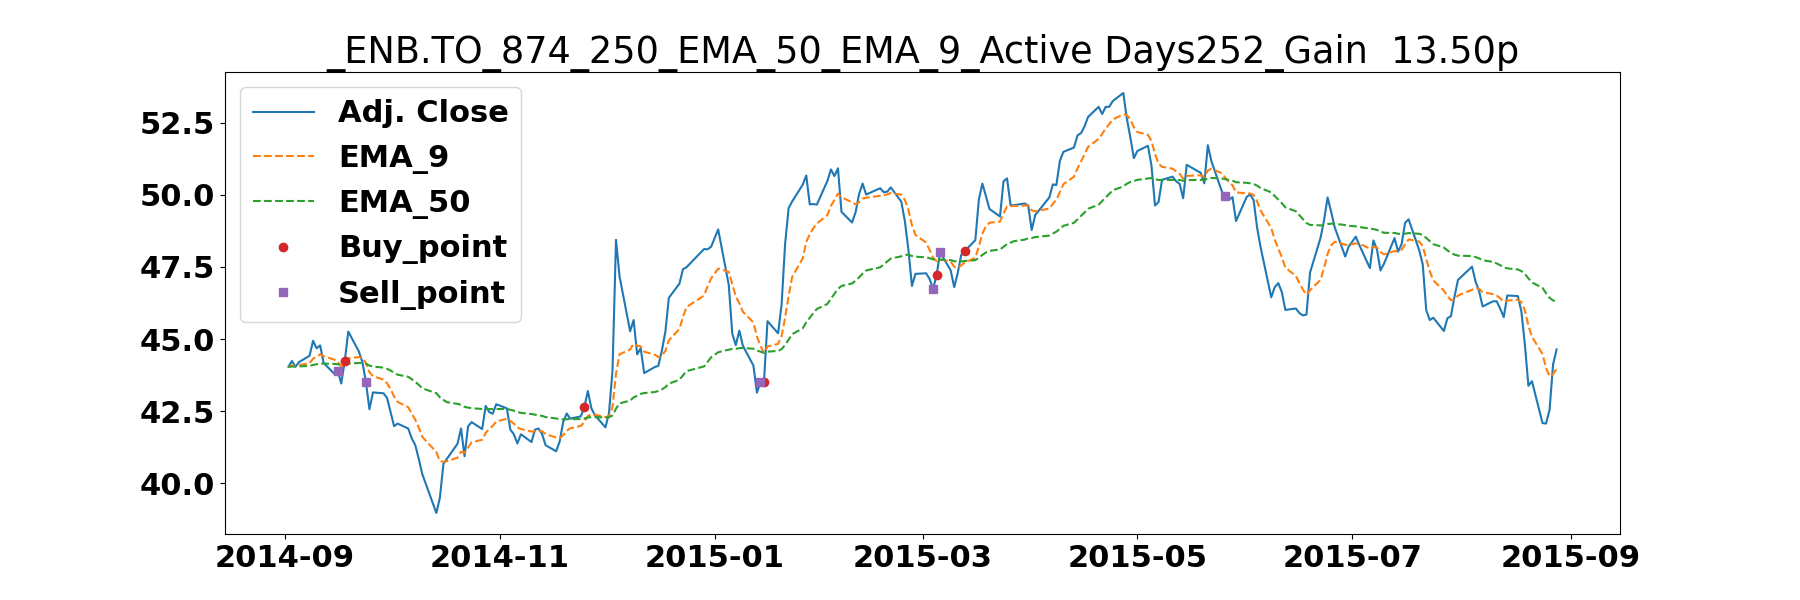 _ENB.TO_874_250_EMA_50_EMA_9_Active Days252_Gain  13.50p
Adj. Close
EMA_9
EMA_50
Buy_point
Sell_point
52.5
50.0
47.5
45.0
42.5
40.0
2014-09 2014-11 2015-01 2015-03 2015-05 2015-07 2015-09